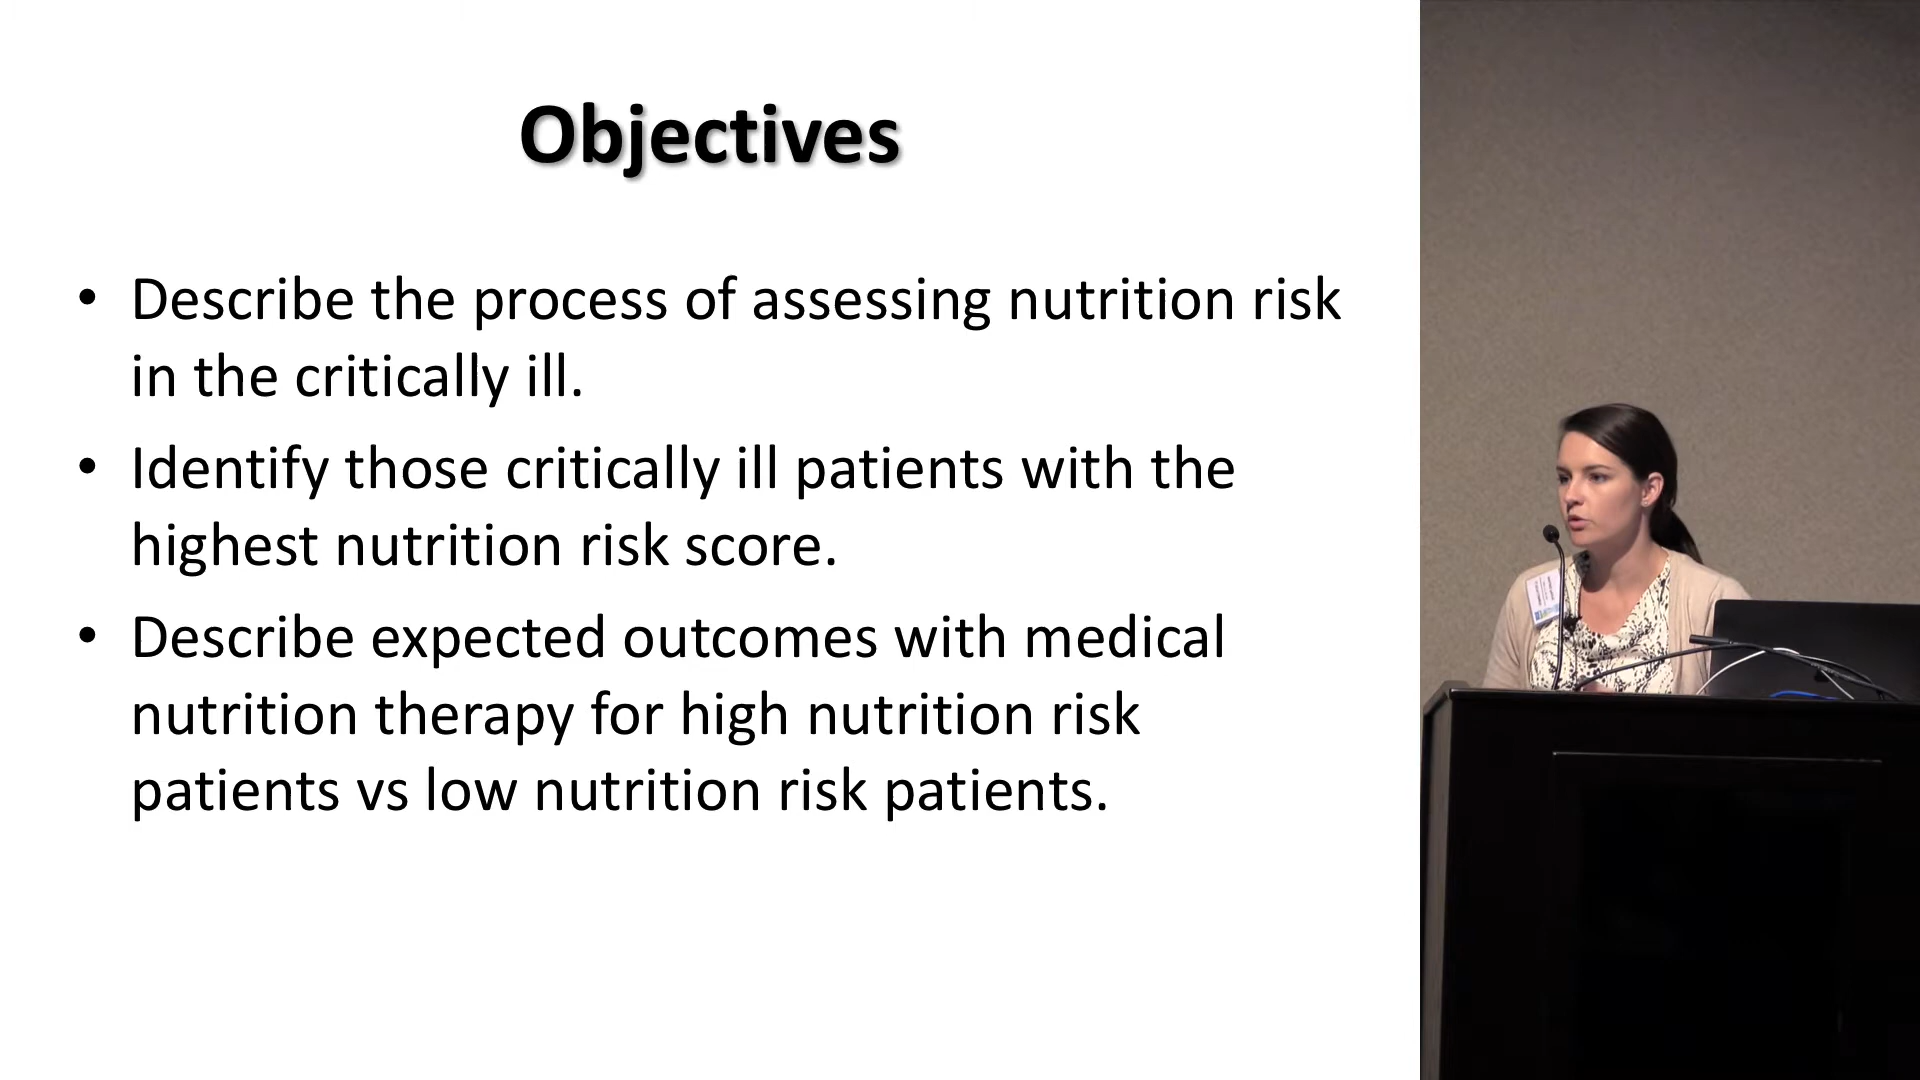 Objectives
• Describe the process of assessing nutrition risk
in the critically ill.
• Identify those critically ill patients with the
highest nutrition risk score.
• Describe expected outcomes with medical
nutrition therapy for high nutrition risk
patients vs low nutrition risk patients.